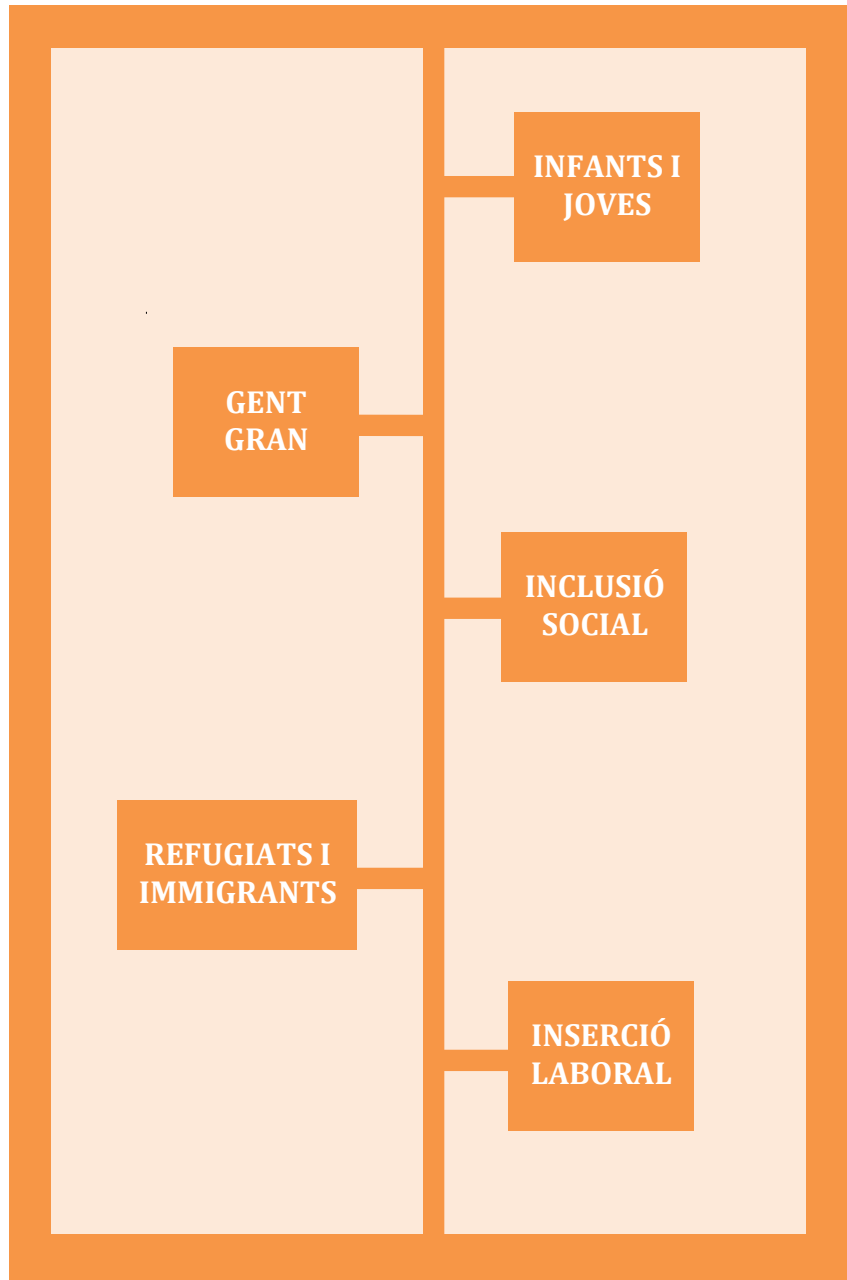 INFANTS I
JOVES
GENT
GRAN
INCLUSIÓ
SOCIAL
REFUGIATS I
IMMIGRANTS
INSERCIÓ
LABORAL